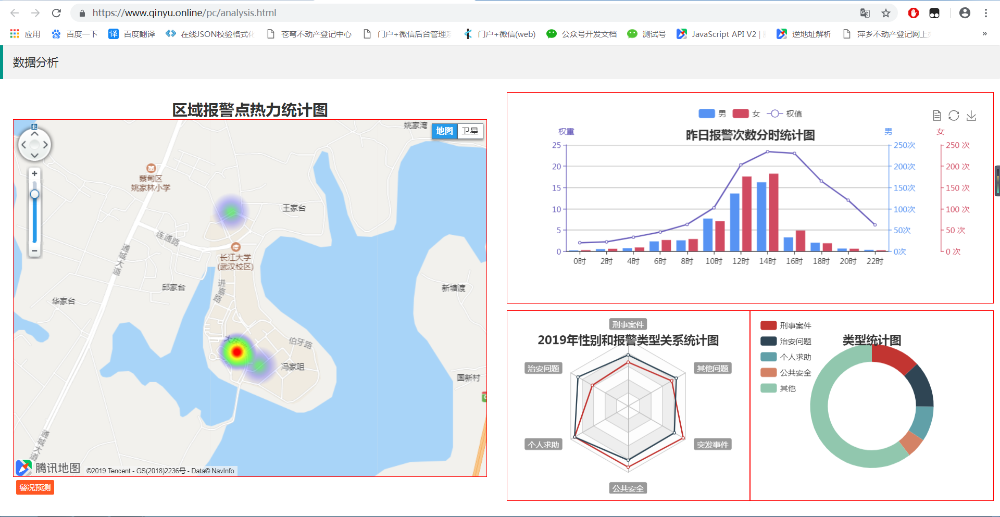 https://www.qinyu.online/pc/analysis.html
应用 百度一下 译 百度翻译 在线JSON校验格式化 苍穹不动产登记中心 门户+微信后台管理系 门户+微信(web) 公众号开发文档 测试号 JavaScript API V2 | 逆地址解析 萍乡不动产登记网上 »
数据分析
区域报警点热力统计图
北
地图 卫星
姚家湾
蔡甸区
姚家林小学
王家台
连通路
通城大道
长江大学
(武汉校区)
进蔡路
邱家台
华家台
新塘渡
伯牙路
冯家咀
国新村
通城大道
腾讯地图 ©2019 Tencent - GS(2018)2236号 - Data© NavInfo
警况预测
男 女 权值
昨日报警次数分时统计图
权重 男 女
25 250次 250 次
20 200次 200 次
15 150次 150 次
10 100次 100 次
5 50次 50 次
0 0次 0 次
0时 2时 4时 6时 8时 10时 12时 14时 16时 18时 20时 22时
2019年性别和报警类型关系统计图
刑事案件
治安问题 其他问题
个人求助 突发事件
公共安全
类型统计图
刑事案件
治安问题
个人求助
公共安全
其他